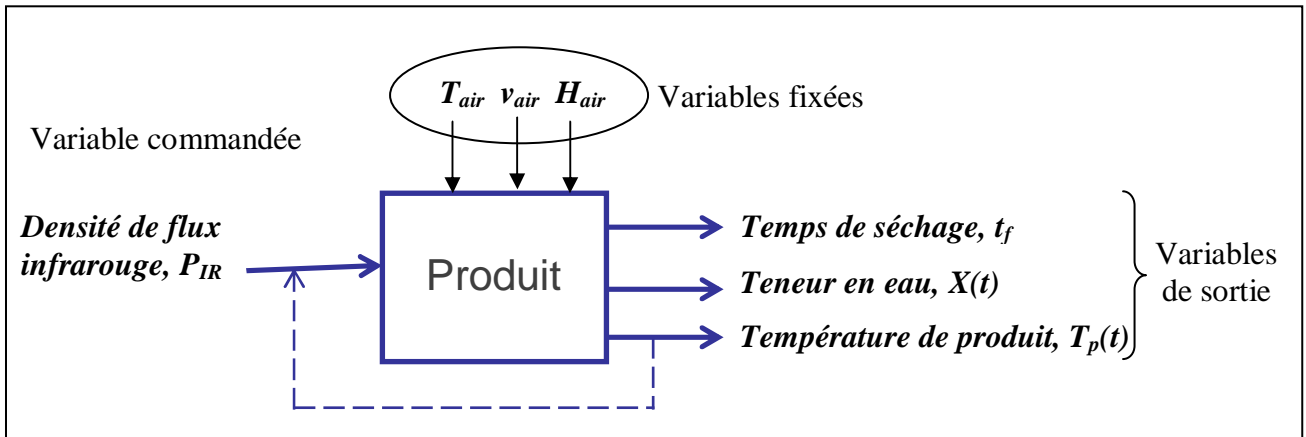 T_air v_air H_air Variables fixées
Variable commandée
Densité de flux
infrarouge, P_IR
Produit
Temps de séchage, t_f
Teneur en eau, X(t)
Température de produit, T_p(t)
Variables
de sortie